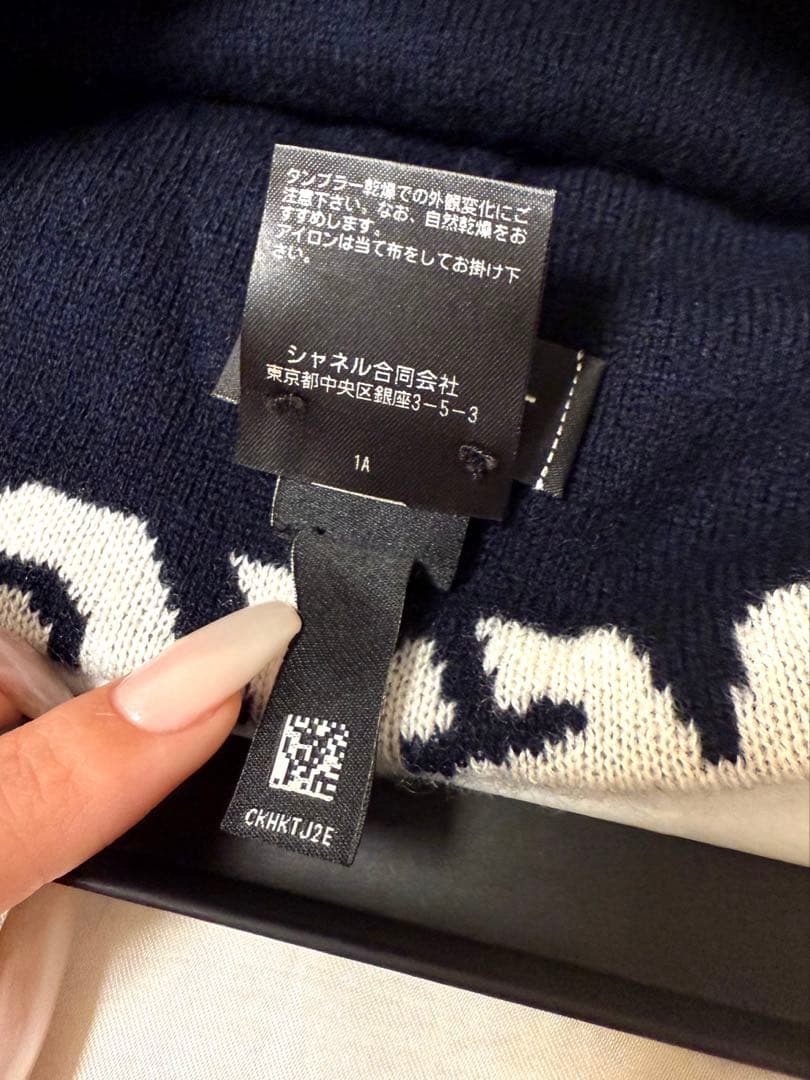 タンブラー乾燥での外観変化にご
注意下さい。なお、自然乾燥をお
すすめします。
アイロンは当て布をしてお掛け下
さい。
シャネル合同会社
東京都中央区銀座3-5-3
1A
CKHKTJ2E